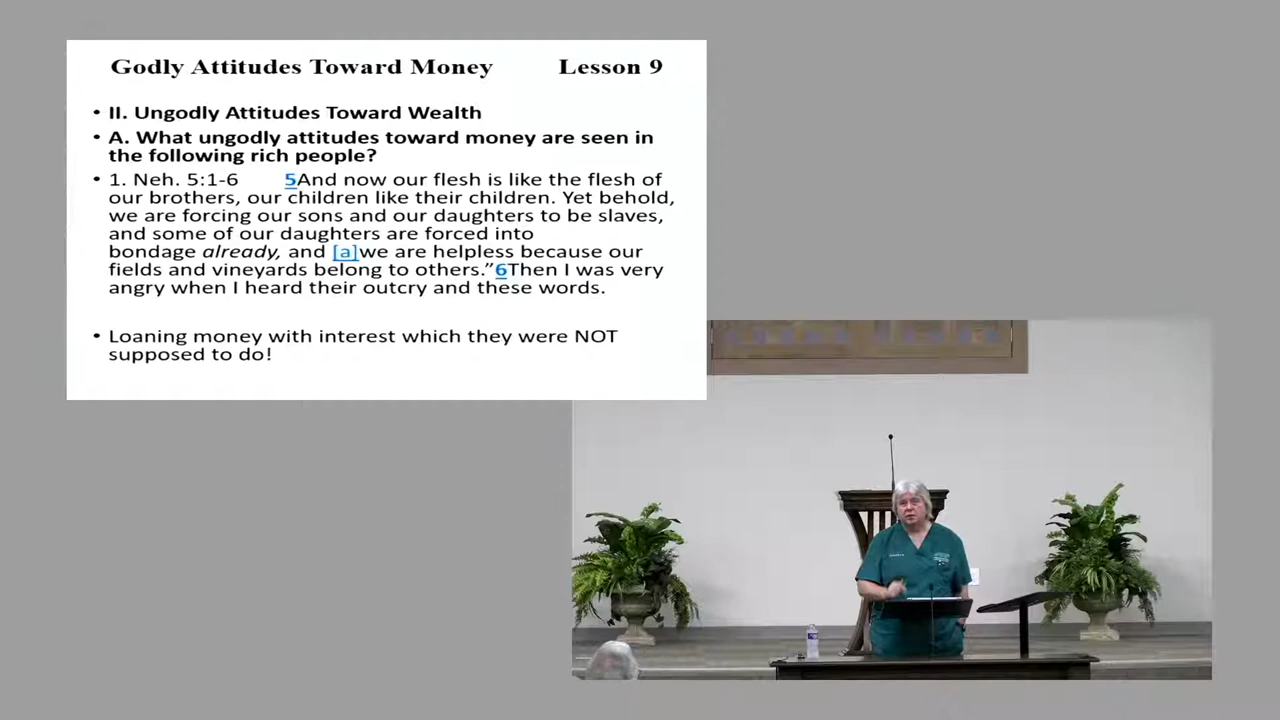 Godly Attitudes Toward Money Lesson 9
• II. Ungodly Attitudes Toward Wealth
• A. What ungodly attitudes toward money are seen in
the following rich people?
• 1. Neh. 5:1-6 5And now our flesh is like the flesh of
our brothers, our children like their children. Yet behold,
we are forcing our sons and our daughters to be slaves,
and some of our daughters are forced into
bondage already, and [a]we are helpless because our
fields and vineyards belong to others.”6Then I was very
angry when I heard their outcry and these words.
• Loaning money with interest which they were NOT
supposed to do!